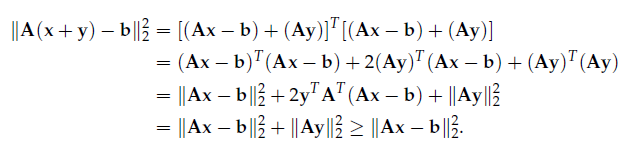 ‖A(x + y) − b‖₂² = [(Ax − b) + (Ay)]ᵀ[(Ax − b) + (Ay)]
= (Ax − b)ᵀ(Ax − b) + 2(Ay)ᵀ(Ax − b) + (Ay)ᵀ(Ay)
= ‖Ax − b‖₂² + 2yᵀAᵀ(Ax − b) + ‖Ay‖₂²
= ‖Ax − b‖₂² + ‖Ay‖₂² ≥ ‖Ax − b‖₂².